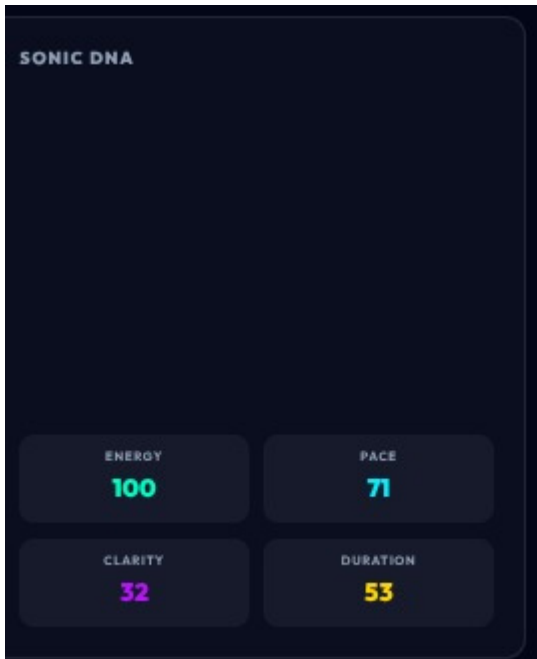 SONIC DNA
ENERGY PACE
100 71
CLARITY DURATION
32 53